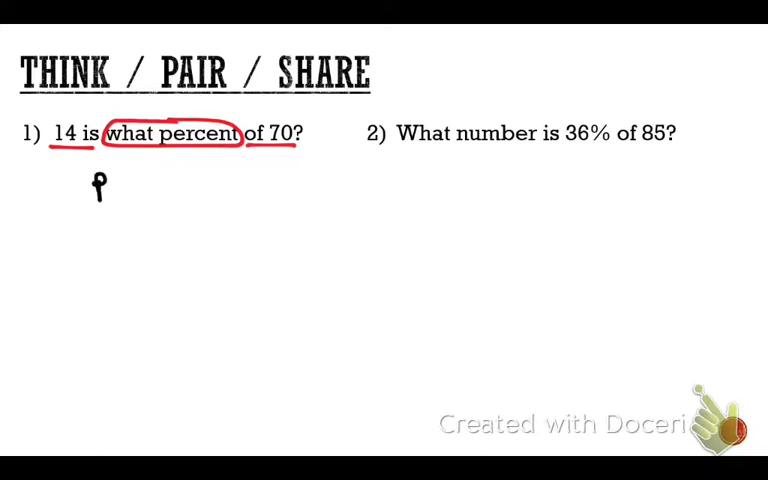 THINK / PAIR / SHARE
1) 14 is what percent of 70?
2) What number is 36% of 85?
P
Created with Doceri